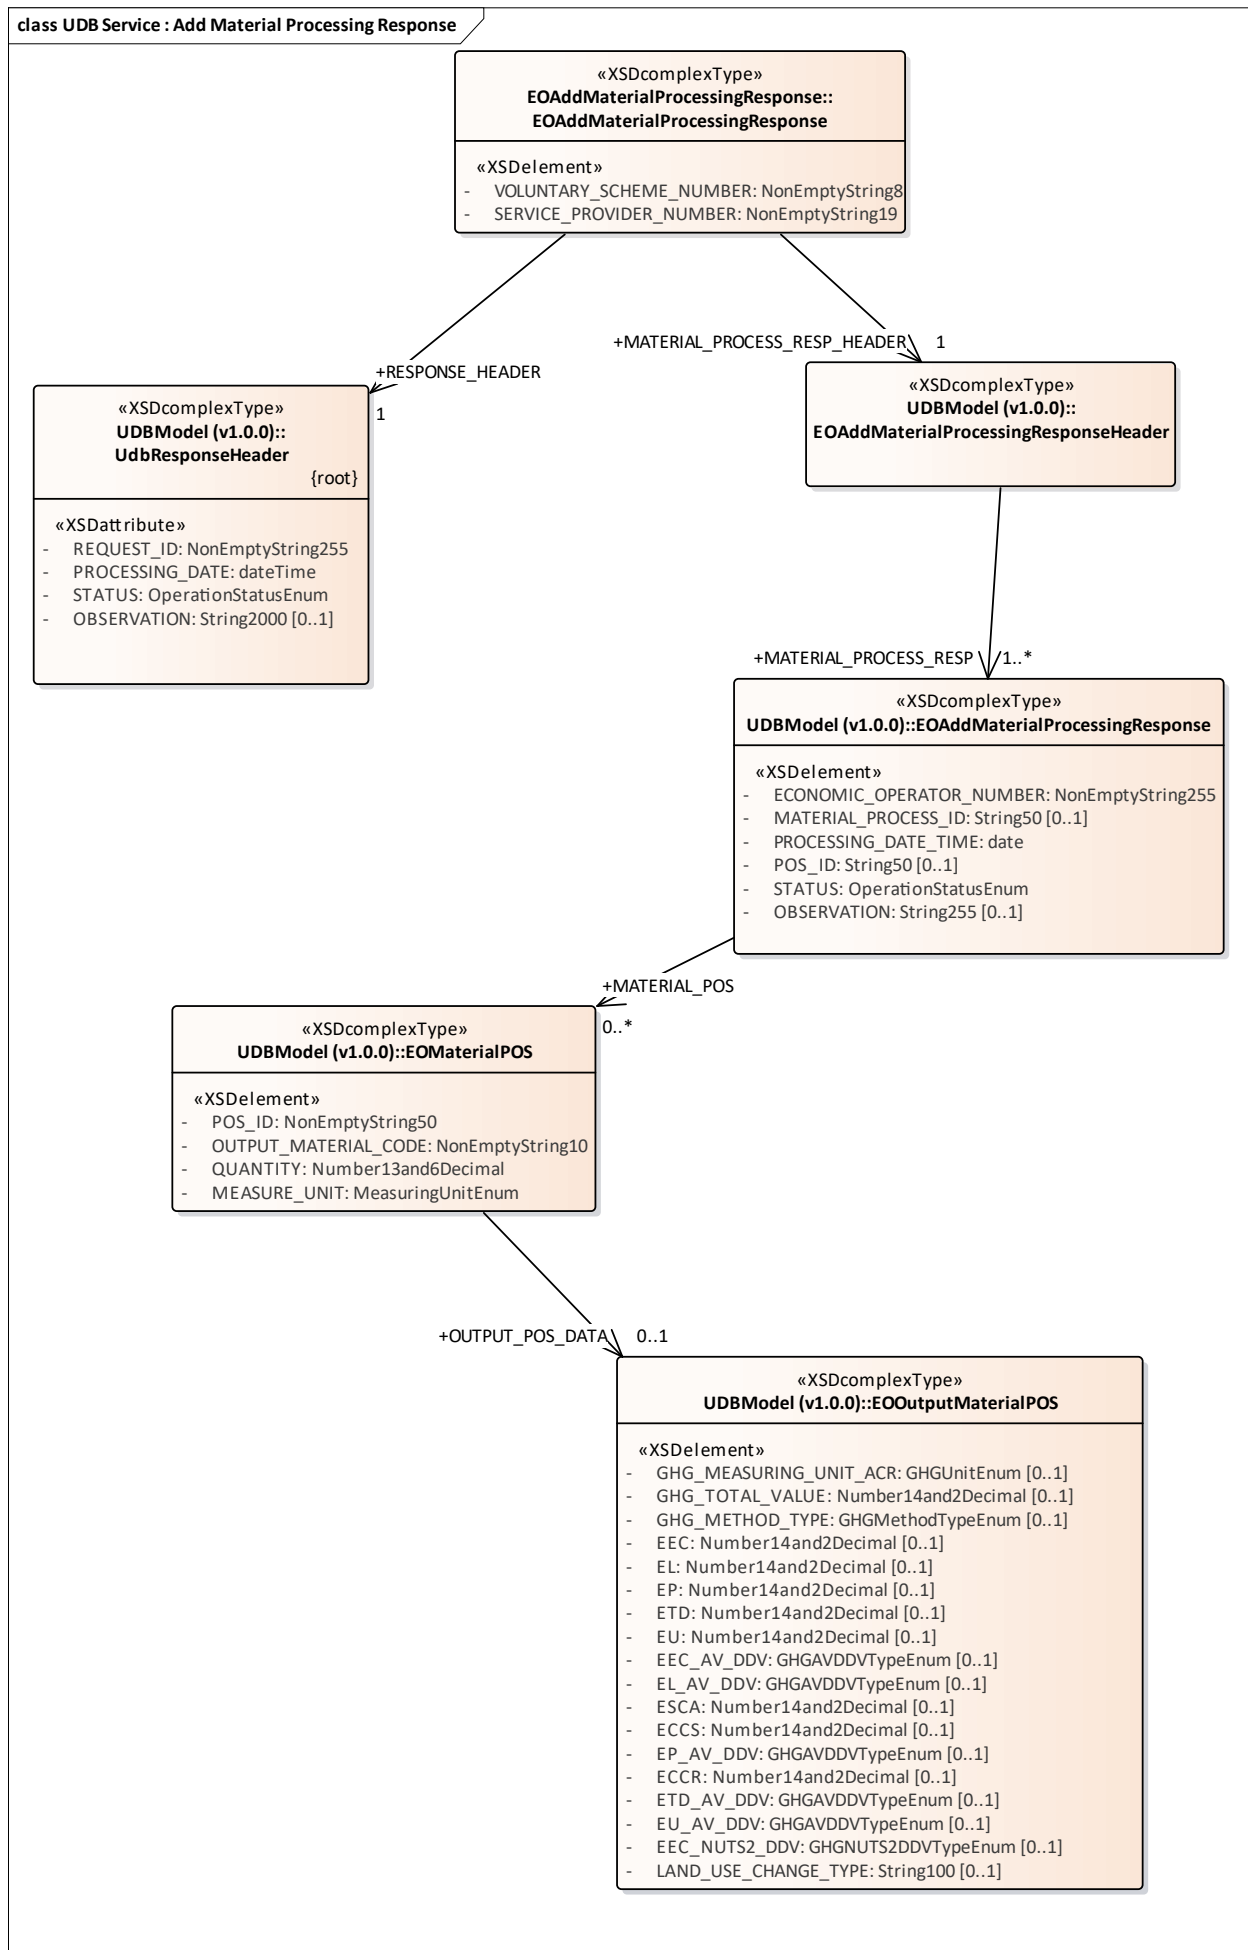 class UDB Service : Add Material Processing Response
«XSDcomplexType»
EOAddMaterialProcessingResponse::
EOAddMaterialProcessingResponse
«XSDelement»
- VOLUNTARY_SCHEME_NUMBER: NonEmptyString8
- SERVICE_PROVIDER_NUMBER: NonEmptyString19
+MATERIAL_PROCESS_RESP_HEADER 1
+RESPONSE_HEADER
1
«XSDcomplexType»
UDBModel (v1.0.0)::
EOAddMaterialProcessingResponseHeader
«XSDcomplexType»
UDBModel (v1.0.0)::
UdbResponseHeader
{root}
«XSDattribute»
- REQUEST_ID: NonEmptyString255
- PROCESSING_DATE: dateTime
- STATUS: OperationStatusEnum
- OBSERVATION: String2000 [0..1]
+MATERIAL_PROCESS_RESP 1..*
«XSDcomplexType»
UDBModel (v1.0.0)::EOAddMaterialProcessingResponse
«XSDelement»
- ECONOMIC_OPERATOR_NUMBER: NonEmptyString255
- MATERIAL_PROCESS_ID: String50 [0..1]
- PROCESSING_DATE_TIME: date
- POS_ID: String50 [0..1]
- STATUS: OperationStatusEnum
- OBSERVATION: String255 [0..1]
+MATERIAL_POS
0..*
«XSDcomplexType»
UDBModel (v1.0.0)::EOMaterialPOS
«XSDelement»
- POS_ID: NonEmptyString50
- OUTPUT_MATERIAL_CODE: NonEmptyString10
- QUANTITY: Number13and6Decimal
- MEASURE_UNIT: MeasuringUnitEnum
+OUTPUT_POS_DATA 0..1
«XSDcomplexType»
UDBModel (v1.0.0)::EOOutputMaterialPOS
«XSDelement»
- GHG_MEASURING_UNIT_ACR: GHGUnitEnum [0..1]
- GHG_TOTAL_VALUE: Number14and2Decimal [0..1]
- GHG_METHOD_TYPE: GHGMethodTypeEnum [0..1]
- EEC: Number14and2Decimal [0..1]
- EL: Number14and2Decimal [0..1]
- EP: Number14and2Decimal [0..1]
- ETD: Number14and2Decimal [0..1]
- EU: Number14and2Decimal [0..1]
- EEC_AV_DDV: GHGAVDDVTypeEnum [0..1]
- EL_AV_DDV: GHGAVDDVTypeEnum [0..1]
- ESCA: Number14and2Decimal [0..1]
- ECCS: Number14and2Decimal [0..1]
- EP_AV_DDV: GHGAVDDVTypeEnum [0..1]
- ECCR: Number14and2Decimal [0..1]
- ETD_AV_DDV: GHGAVDDVTypeEnum [0..1]
- EU_AV_DDV: GHGAVDDVTypeEnum [0..1]
- EEC_NUTS2_DDV: GHGNUTS2DDVTypeEnum [0..1]
- LAND_USE_CHANGE_TYPE: String100 [0..1]